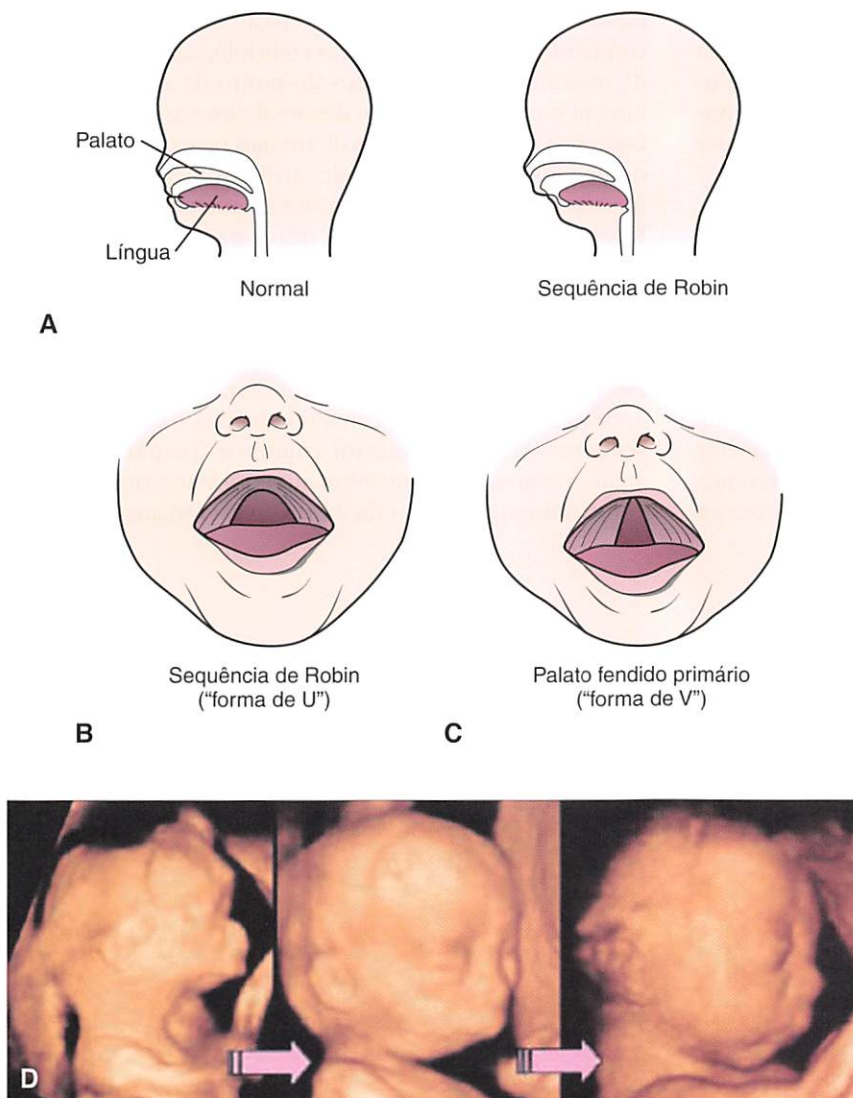 Palato
Língua
Normal
Sequência de Robin
A
Sequência de Robin
("forma de U")
Palato fendido primário
("forma de V")
B
C
D